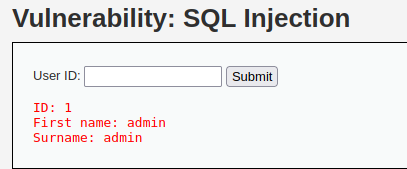 Vulnerability: SQL Injection
User ID: Submit
ID: 1
First name: admin
Surname: admin